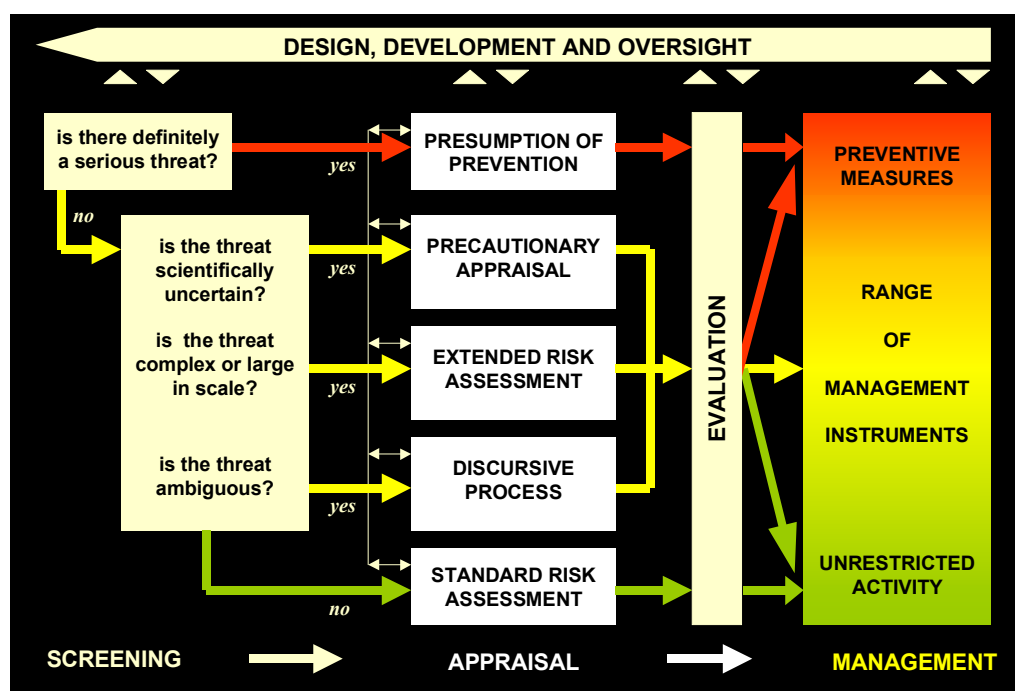 DESIGN, DEVELOPMENT AND OVERSIGHT
is there definitely
a serious threat?
yes
PRESUMPTION OF
PREVENTION
PREVENTIVE
MEASURES
no
is the threat
scientifically
uncertain?
yes
PRECAUTIONARY
APPRAISAL
is the threat
complex or large
in scale?
yes
EXTENDED RISK
ASSESSMENT
EVALUATION
RANGE
OF
MANAGEMENT
INSTRUMENTS
is the threat
ambiguous?
yes
DISCURSIVE
PROCESS
no
STANDARD RISK
ASSESSMENT
UNRESTRICTED
ACTIVITY
SCREENING
APPRAISAL
MANAGEMENT